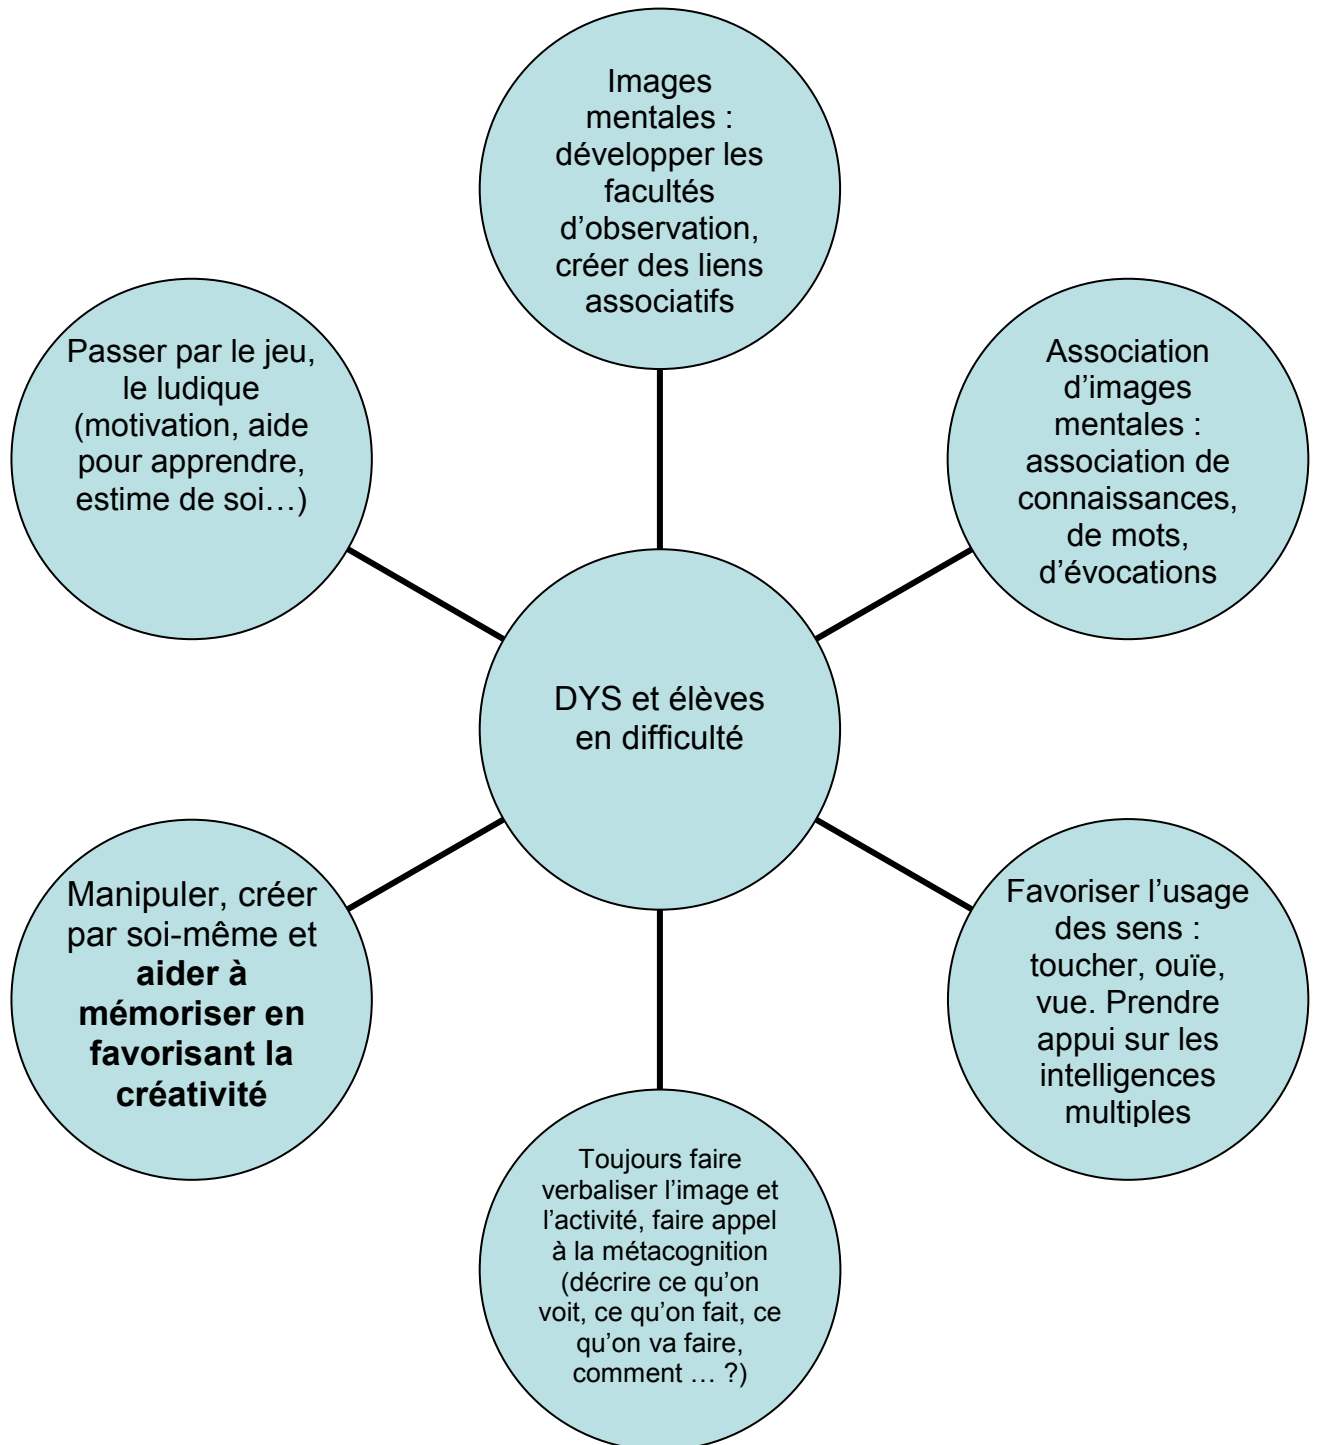 Images
mentales :
développer les
facultés
d’observation,
créer des liens
associatifs
Passer par le jeu,
le ludique
(motivation, aide
pour apprendre,
estime de soi…)
Association
d’images
mentales :
association de
connaissances,
de mots,
d’évocations
DYS et élèves
en difficulté
Manipuler, créer
par soi-même et
aider à
mémoriser en
favorisant la
créativité
Favoriser l’usage
des sens :
toucher, ouïe,
vue. Prendre
appui sur les
intelligences
multiples
Toujours faire
verbaliser l’image et
l’activité, faire appel
à la métacognition
(décrire ce qu’on
voit, ce qu’on fait, ce
qu’on va faire,
comment … ?)